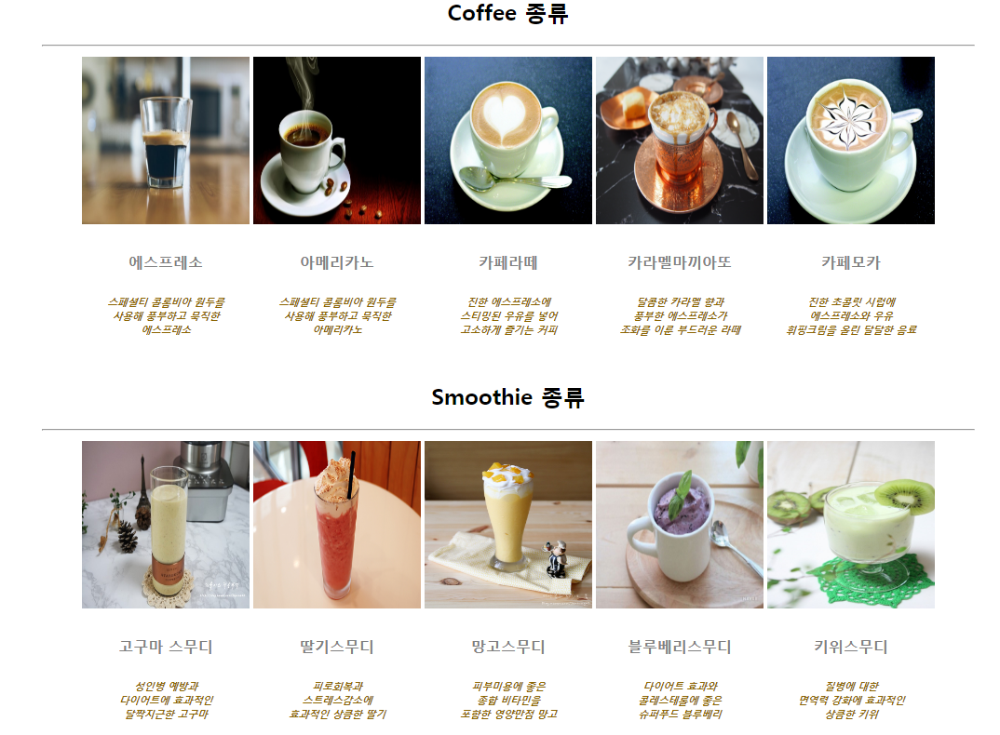 Coffee 종류
에스프레소
아메리카노
카페라떼
카라멜마끼아또
카페모카
스페셜티 콜롬비아 원두를
사용해 풍부하고 묵직한
에스프레소
스페셜티 콜롬비아 원두를
사용해 풍부하고 묵직한
아메리카노
진한 에스프레소에
스티밍된 우유를 넣어
고소하게 즐기는 커피
달콤한 카라멜 향과
풍부한 에스프레소가
조화를 이룬 부드러운 라떼
진한 초콜릿 시럽에
에스프레소와 우유
휘핑크림을 올린 달달한 음료
Smoothie 종류
고구마 스무디
딸기스무디
망고스무디
블루베리스무디
키위스무디
성인병 예방과
다이어트에 효과적인
달짝지근한 고구마
피로회복과
스트레스감소에
효과적인 상큼한 딸기
피부미용에 좋은
종합 비타민을
포함한 영양만점 망고
다이어트 효과와
콜레스테롤에 좋은
슈퍼푸드 블루베리
질병에 대한
면역력 강화에 효과적인
상큼한 키위